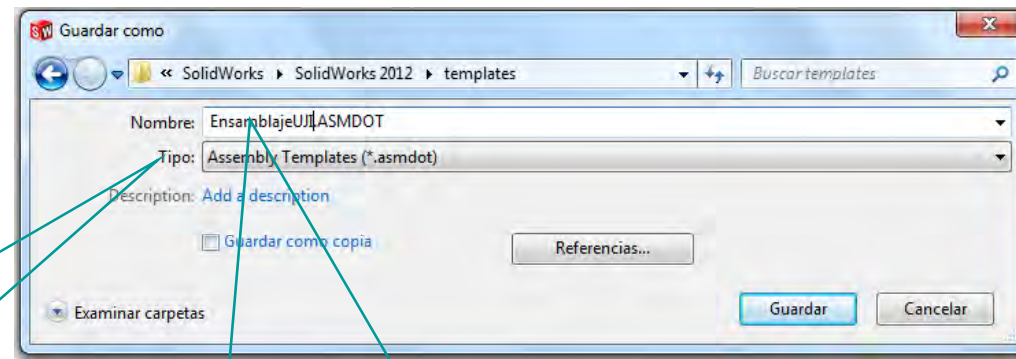 SW Guardar como
« SolidWorks ▸ SolidWorks 2012 ▸ templates Buscar templates
Nombre: EnsamblajeUJI.ASMDOT
Tipo: Assembly Templates (*.asmdot)
Description: Add a description
Guardar como copia Referencias...
Examinar carpetas Guardar Cancelar